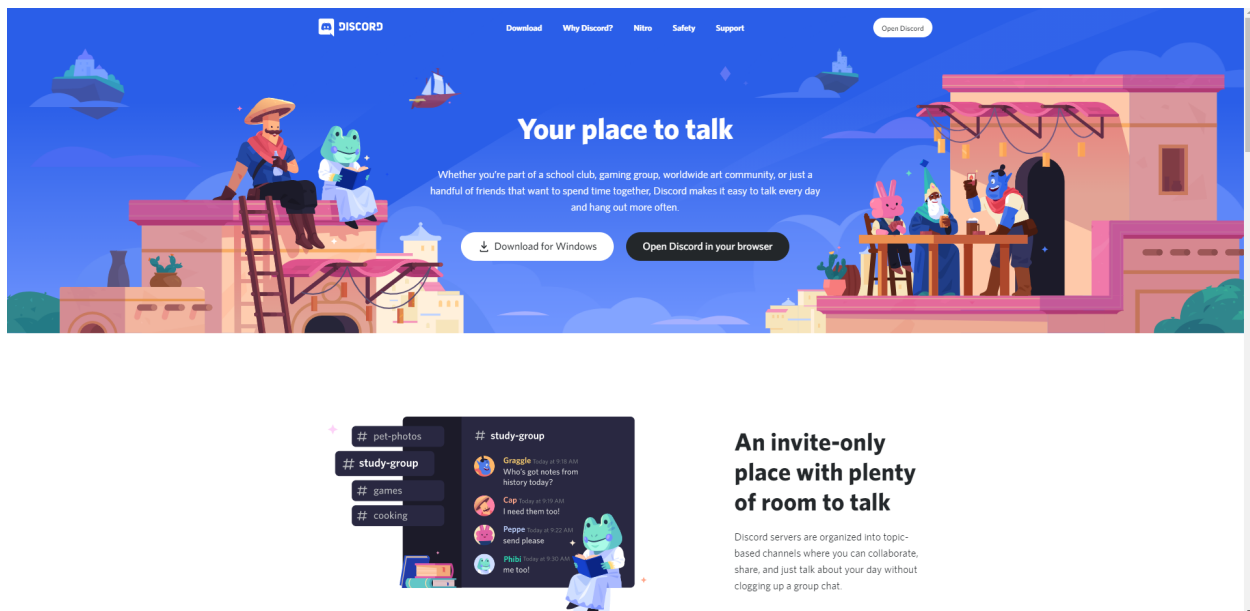 DISCORD
Download Why Discord? Nitro Safety Support
Open Discord
Your place to talk
Whether you're part of a school club, gaming group, worldwide art community, or just a
handful of friends that want to spend time together, Discord makes it easy to talk every day
and hang out more often.
Download for Windows
Open Discord in your browser
# pet-photos
# study-group
# games
# cooking
# study-group
Graggle Today at 9:18 AM
Who's got notes from
history today?
Cap Today at 9:19 AM
I need them too!
Peppe Today at 9:22 AM
send please
Phibi Today at 9:30 AM
me too!
An invite-only
place with plenty
of room to talk
Discord servers are organized into topic-
based channels where you can collaborate,
share, and just talk about your day without
clogging up a group chat.